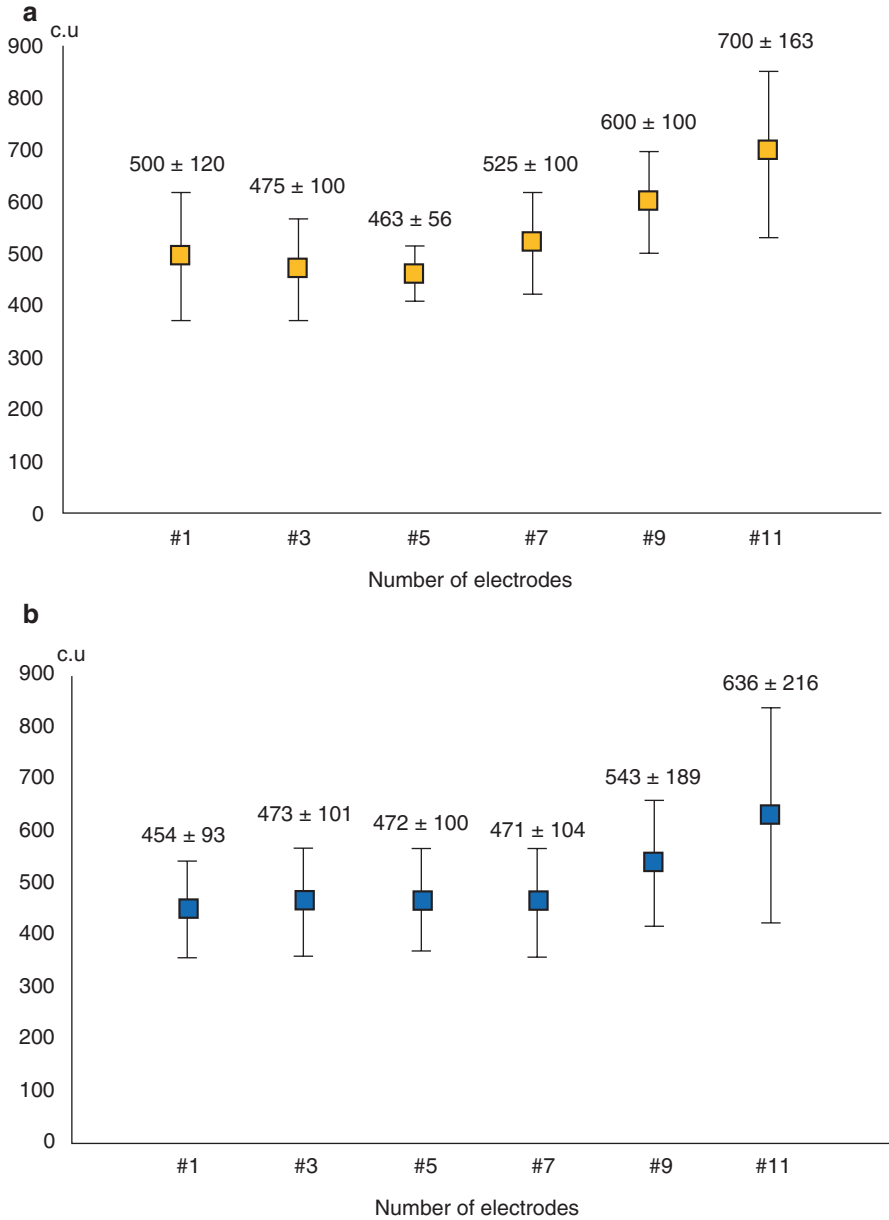 a
c.u
900
800
700
600
500
400
300
200
100
0
500 ± 120
475 ± 100
463 ± 56
525 ± 100
600 ± 100
700 ± 163
#1 #3 #5 #7 #9 #11
Number of electrodes
b
c.u
900
800
700
600
500
400
300
200
100
0
454 ± 93
473 ± 101
472 ± 100
471 ± 104
543 ± 189
636 ± 216
#1 #3 #5 #7 #9 #11
Number of electrodes